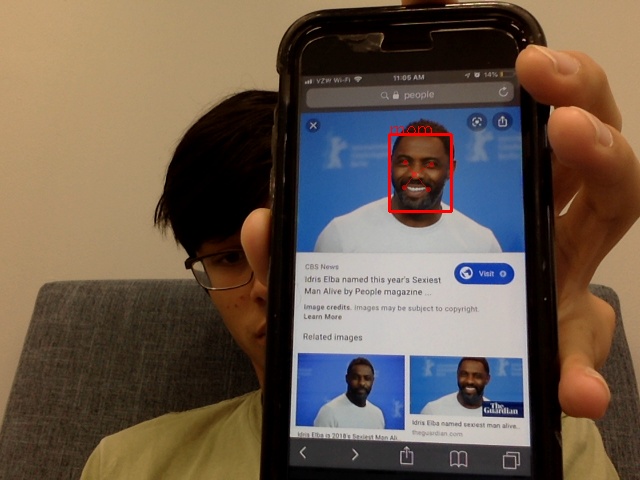 VZW Wi-Fi 11:05 AM 14%
people
mom
CBS News
Idris Elba named this year's Sexiest
Man Alive by People magazine ...
Visit
Image credits. Images may be subject to copyright.
Learn More
Related images
The
Guardian
Idris Elba is 2018's Sexiest Man Ali
Idris Elba named sexiest man alive..
theguardian.com